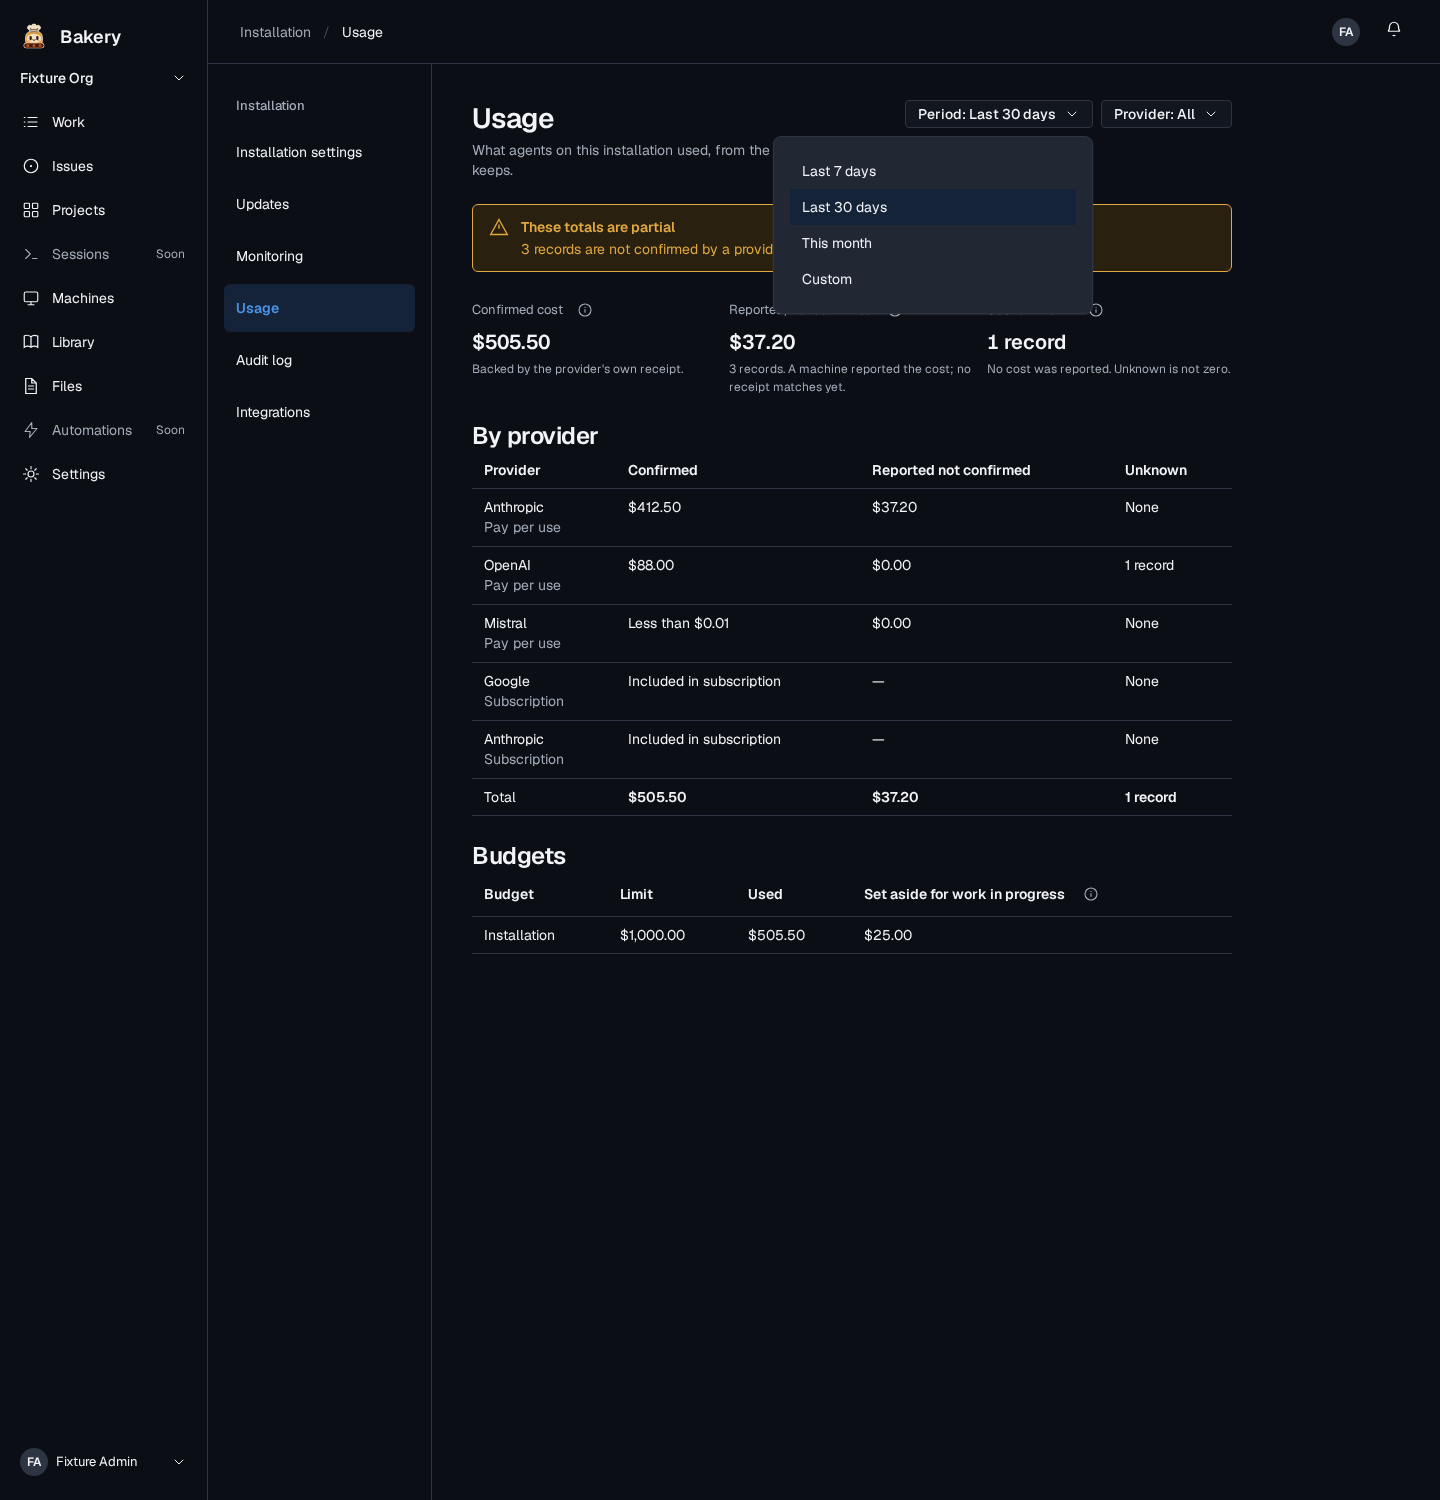 Bakery
Fixture Org
Work
Issues
Projects
Sessions Soon
Machines
Library
Files
Automations Soon
Settings
FA Fixture Admin
Installation / Usage
FA
Installation
Installation settings
Updates
Monitoring
Usage
Audit log
Integrations
Usage
Period: Last 30 days
Provider: All
What agents on this installation used, from the
keeps.
Last 7 days
Last 30 days
This month
Custom
These totals are partial
3 records are not confirmed by a
Confirmed cost
$505.50
Backed by the provider's own receipt.
$37.20
3 records. A machine reported the cost; no
receipt matches yet.
1 record
No cost was reported. Unknown is not zero.
By provider
Provider Confirmed Reported not confirmed Unknown
Anthropic $412.50 $37.20 None
Pay per use
OpenAI $88.00 $0.00 1 record
Pay per use
Mistral Less than $0.01 $0.00 None
Pay per use
Google Included in subscription — None
Subscription
Anthropic Included in subscription — None
Subscription
Total $505.50 $37.20 1 record
Budgets
Budget Limit Used Set aside for work in progress
Installation $1,000.00 $505.50 $25.00